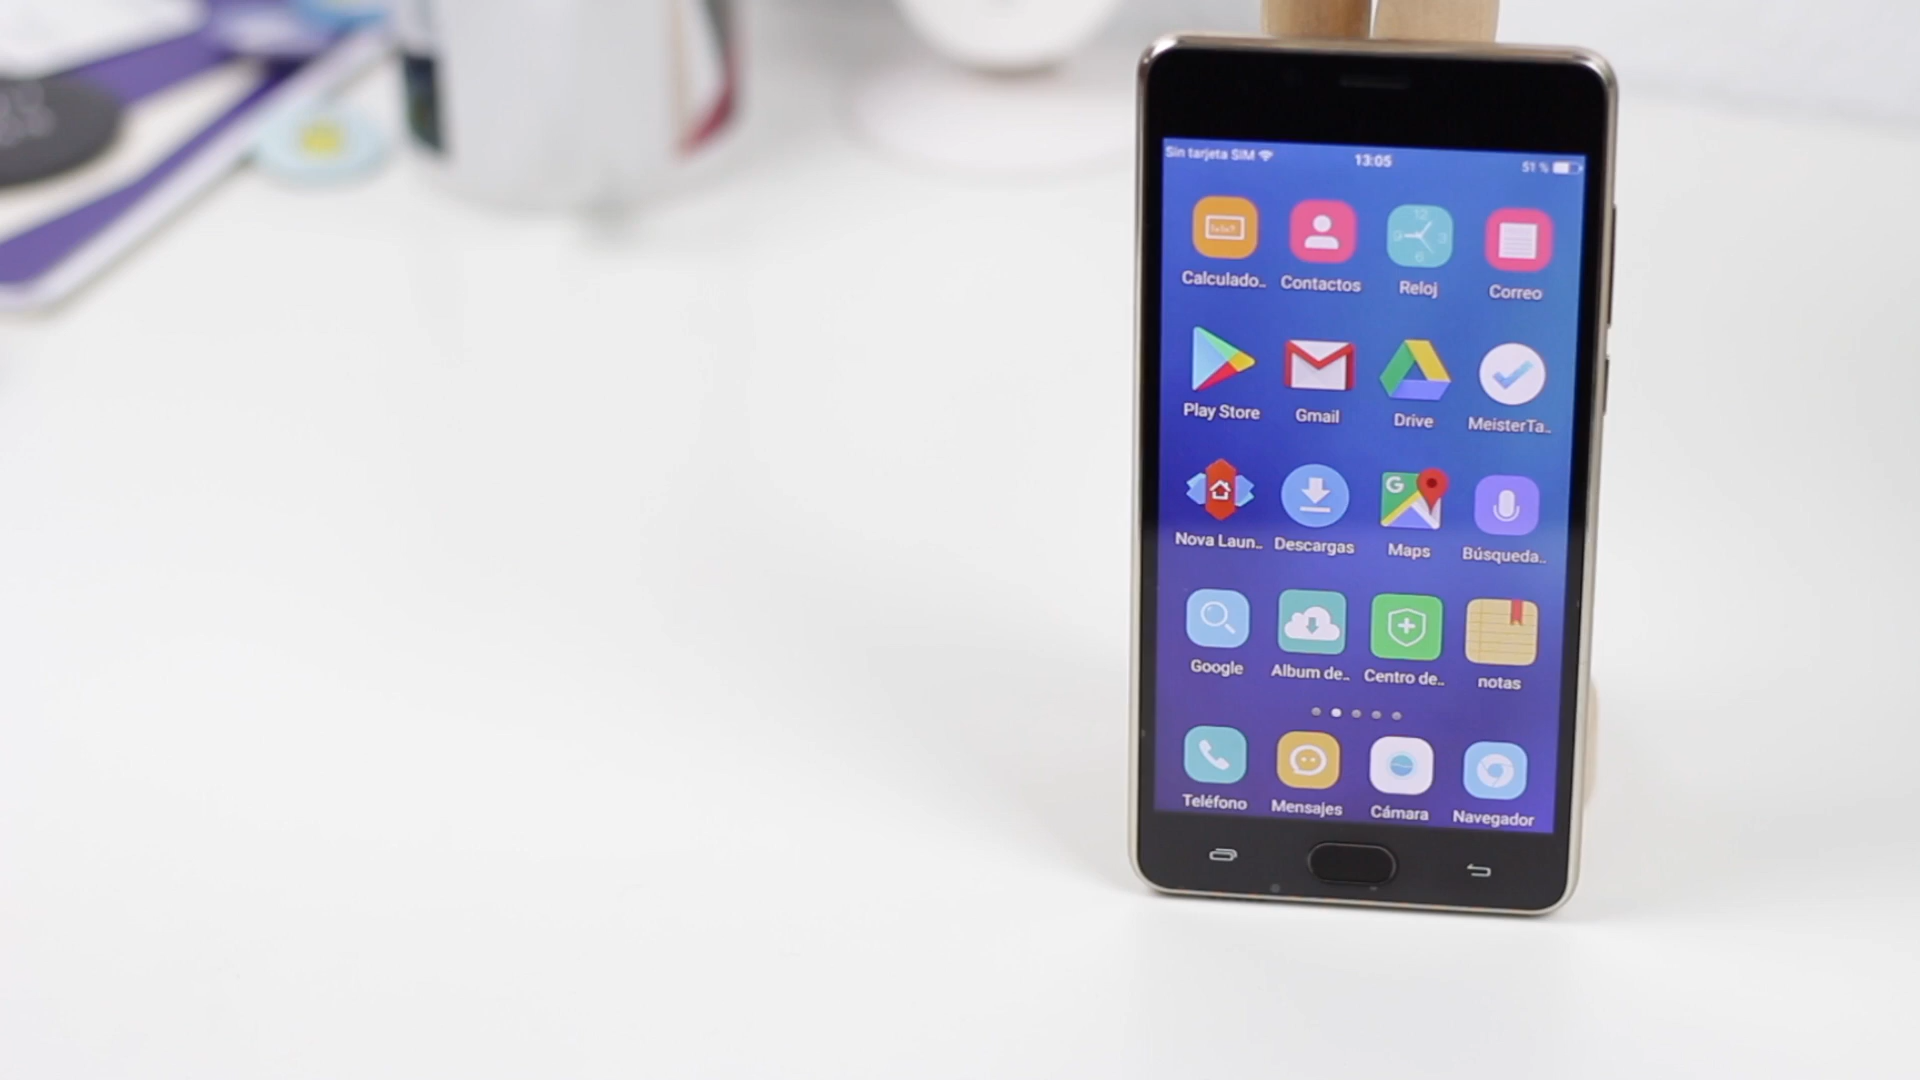 Sin tarjeta SIM 13:05 51 %
Calculado.. Contactos Reloj Correo
Play Store Gmail Drive MeisterTa..
Nova Laun.. Descargas Maps Búsqueda..
Google Album de.. Centro de.. notas
Teléfono Mensajes Cámara Navegador